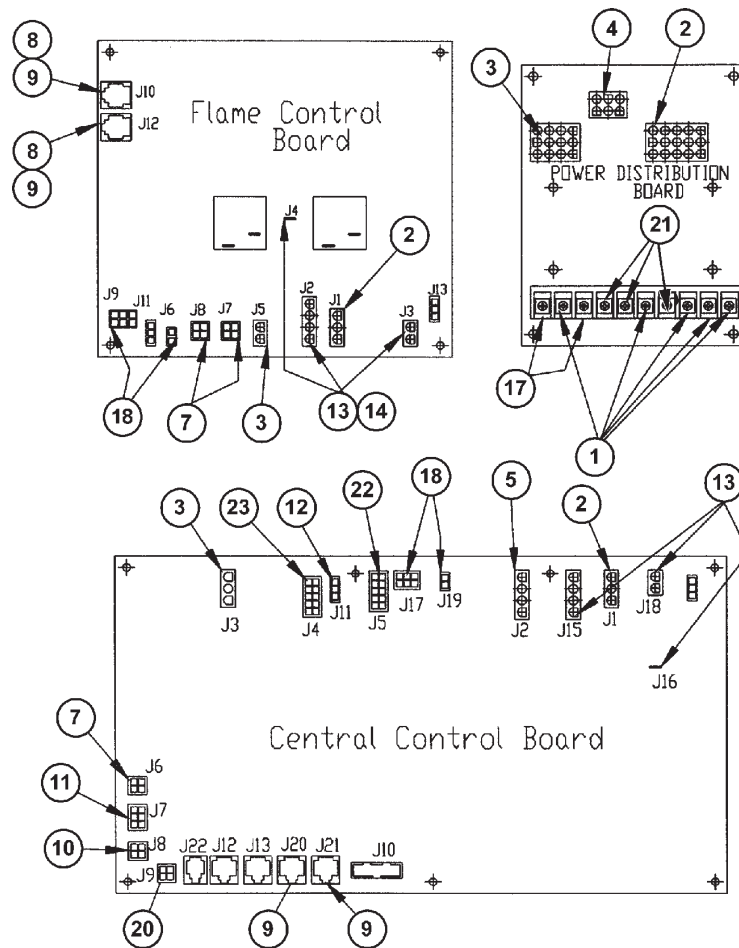 8
4
2
3
9
J10
Flame Control
Board
J12
8
9
POWER DISTRIBUTION
BOARD
J4
2
21
J9
J11
J6
J8
J7
J5
J2
J1
J3
J13
18
7
3
13
14
17
1
3
23
12
22
18
5
2
13
J3
J4
J11
J5
J17
J19
J2
J15
J1
J18
J16
Central Control Board
7
J6
11
J7
10
J8
J9
J22
J12
J13
J20
J21
J10
20
9
9